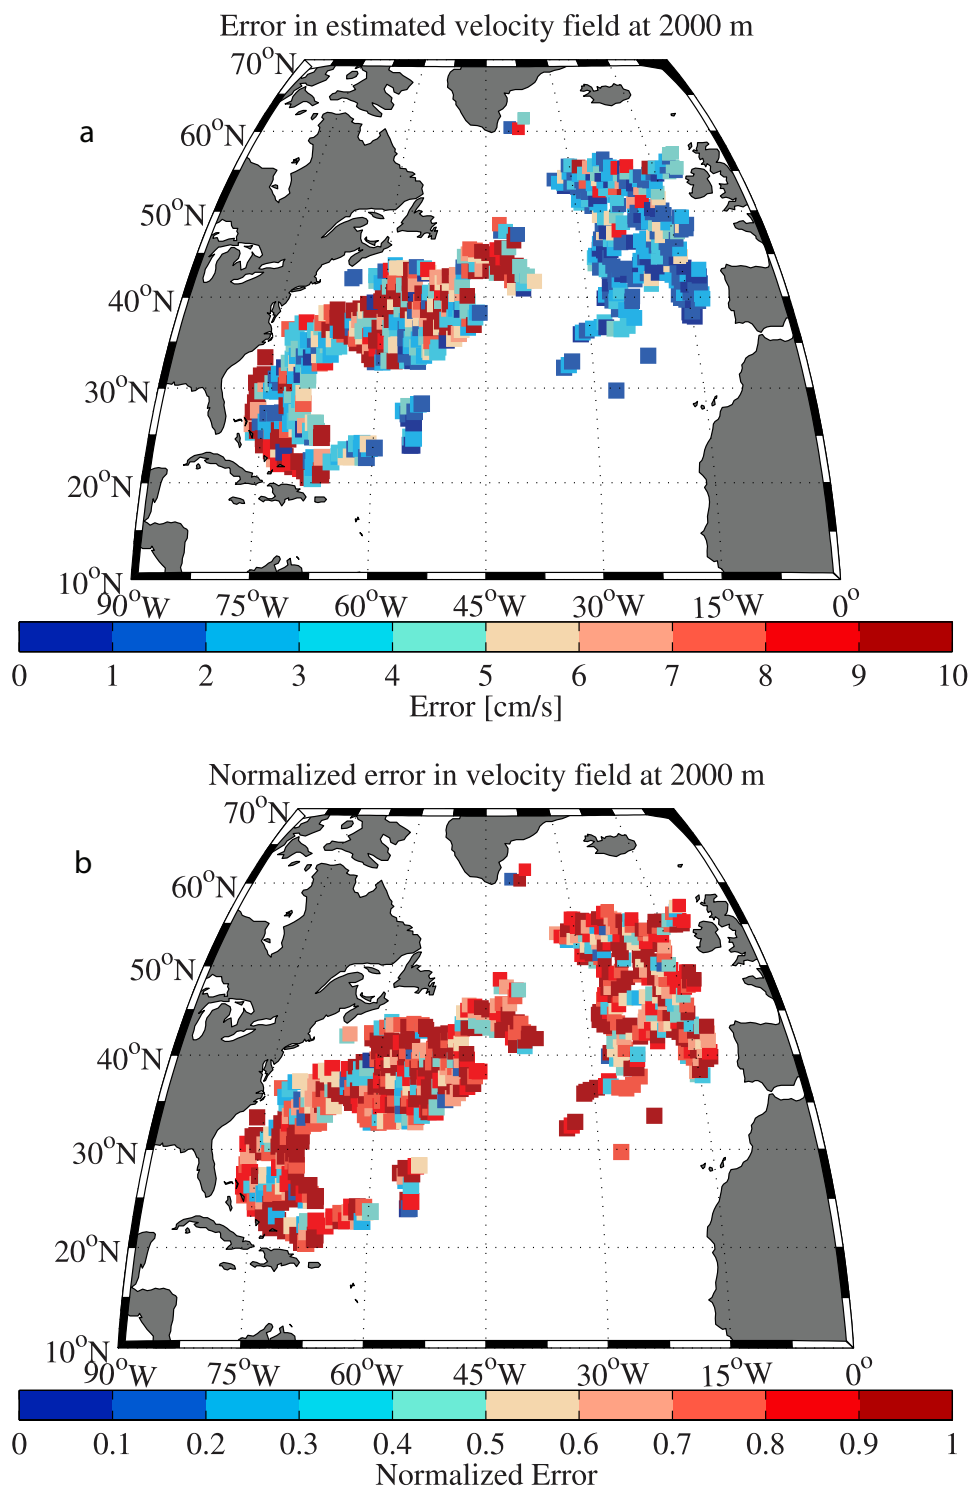 Error in estimated velocity field at 2000 m
a
70°N
60°N
50°N
40°N
30°N
20°N
10°N
90°W 75°W 60°W 45°W 30°W 15°W 0°
0 1 2 3 4 5 6 7 8 9 10
Error [cm/s]
Normalized error in velocity field at 2000 m
b
70°N
60°N
50°N
40°N
30°N
20°N
10°N
90°W 75°W 60°W 45°W 30°W 15°W 0°
0 0.1 0.2 0.3 0.4 0.5 0.6 0.7 0.8 0.9 1
Normalized Error